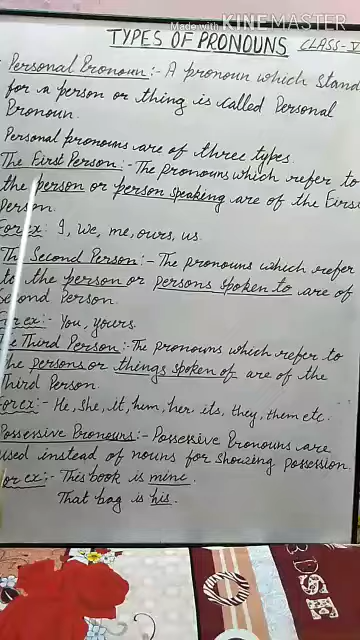 Made with KINEMASTER
TYPES OF PRONOUNS CLASS-V
Personal Pronoun:- A pronoun which stand
for a person or thing is called Personal
Pronoun.
Personal pronouns are of three types.
The First Person:- The pronouns which refer to
the person or person speaking are of the First
Person.
For ex: I, we, me, ours, us.
The Second Person:- The pronouns which refer
to the person or persons spoken to are of
Second Person.
For ex:- You, yours.
The Third Person:- The pronouns which refer to
the persons or things spoken of are of the
Third Person.
For ex:- He, she, it, him, her, its, they, them etc.
Possessive Pronouns:- Possessive Pronouns are
used instead of nouns for showing possession.
For ex:- This book is mine.
That bag is his.